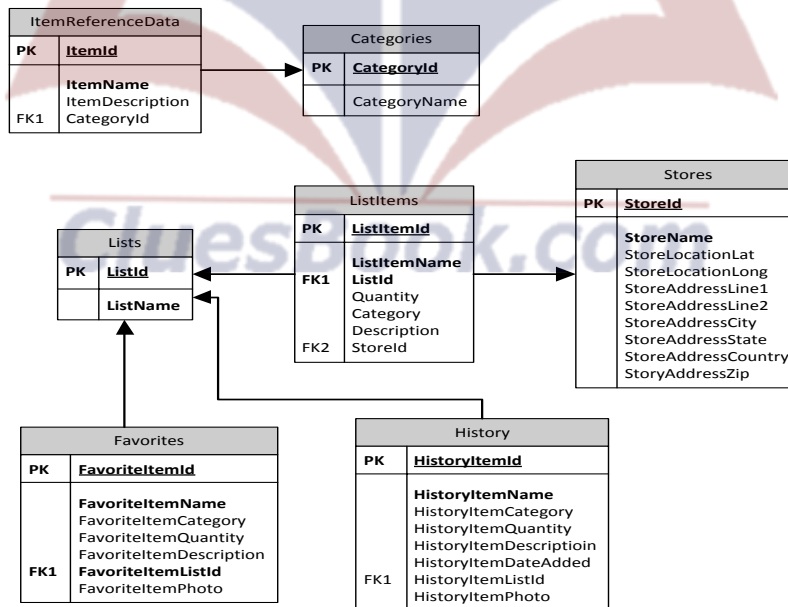 ItemReferenceData
PK ItemId
ItemName
ItemDescription
FK1 CategoryId
Categories
PK CategoryId
CategoryName
Stores
PK StoreId
StoreName
StoreLocationLat
StoreLocationLong
StoreAddressLine1
StoreAddressLine2
StoreAddressCity
StoreAddressState
StoreAddressCountry
StoryAddressZip
ListItems
PK ListItemId
ListItemName
FK1 ListId
Quantity
Category
Description
FK2 StoreId
CluesBook.com
Lists
PK ListId
ListName
Favorites
PK FavoriteItemId
FavoriteItemName
FavoriteItemCategory
FavoriteItemQuantity
FavoriteItemDescription
FK1 FavoriteItemListId
FavoriteItemPhoto
History
PK HistoryItemId
HistoryItemName
HistoryItemCategory
HistoryItemQuantity
HistoryItemDescriptioin
HistoryItemDateAdded
FK1 HistoryItemListId
HistoryItemPhoto